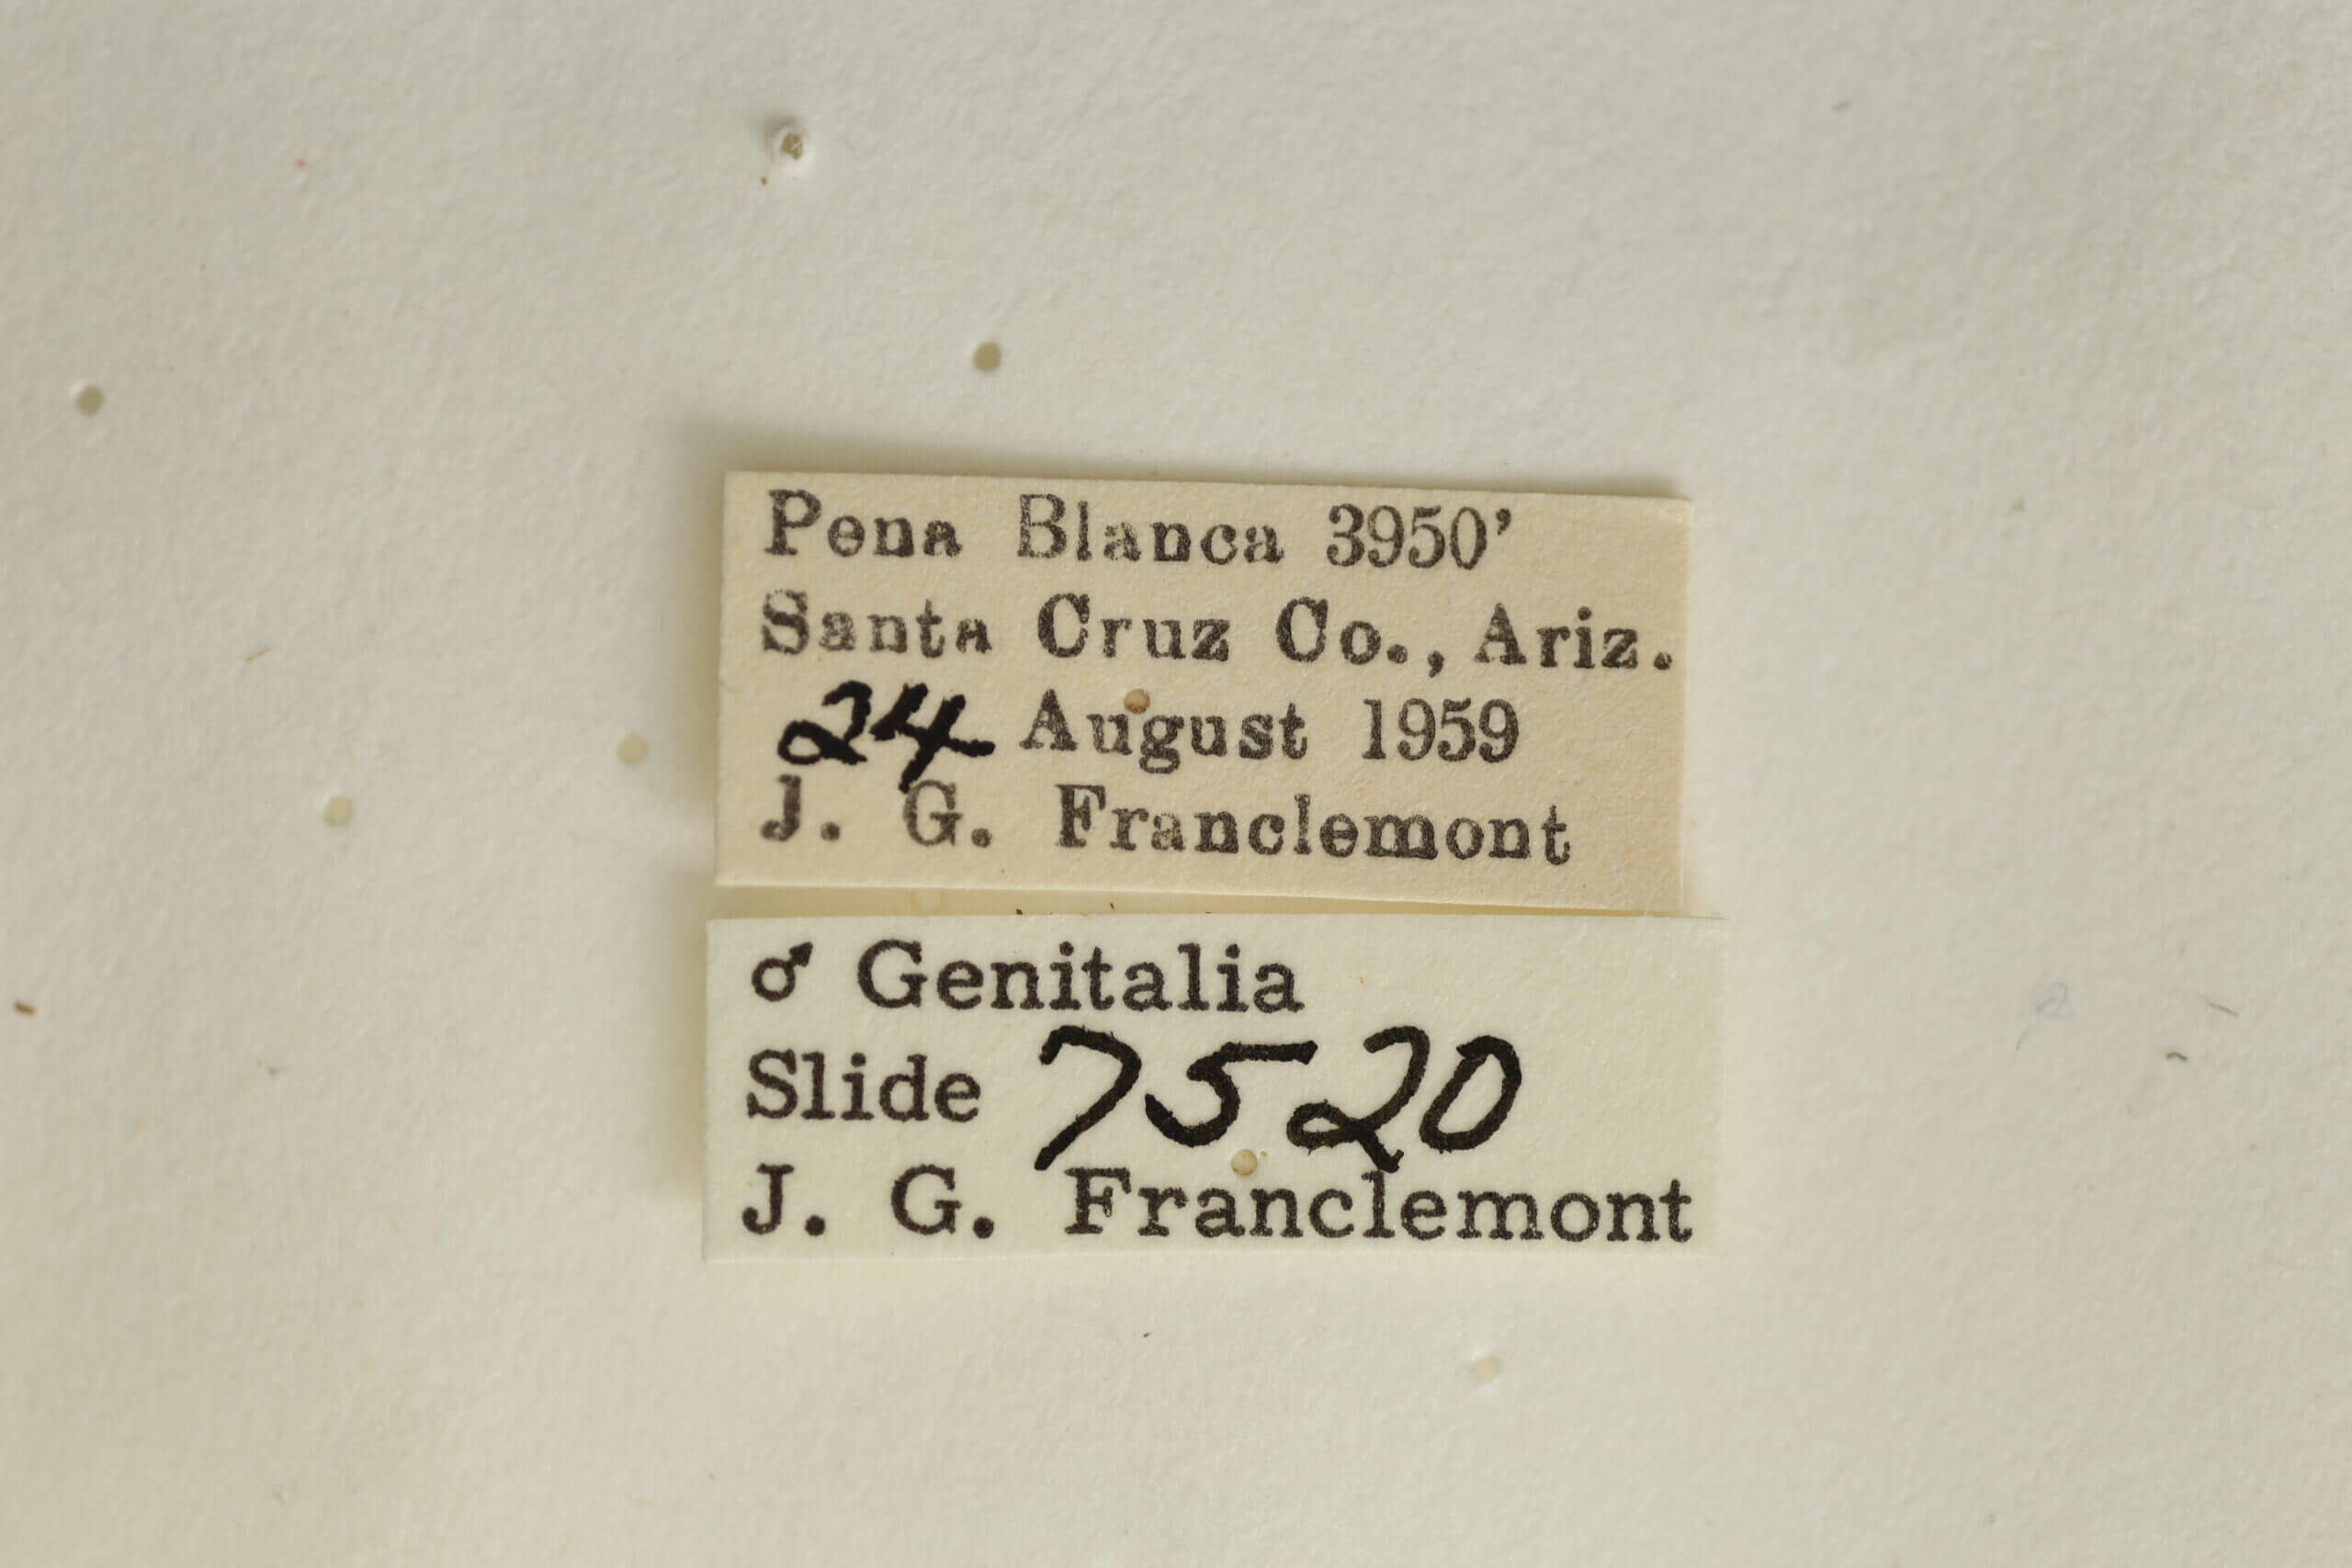 Pena Blanca 3950’
Santa Cruz Co., Ariz.
24 August 1959
J. G. Franclemont
♂ Genitalia
Slide 7520
J. G. Franclemont